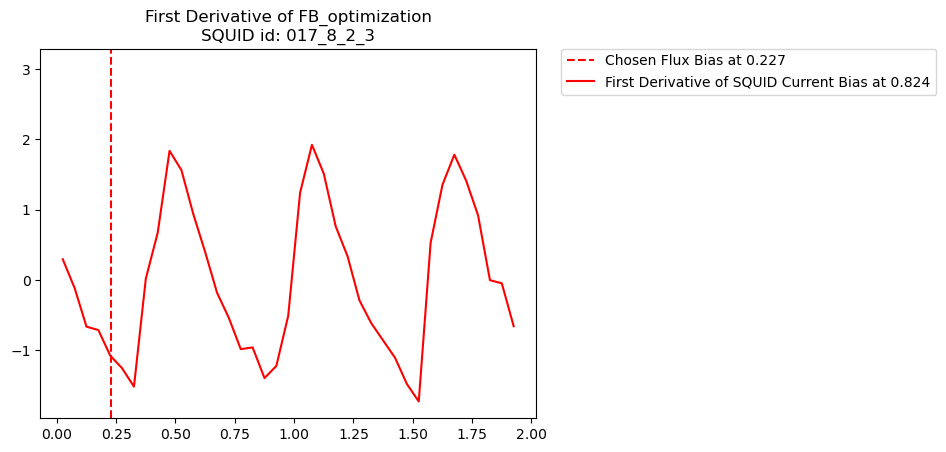 First Derivative of FB_optimization
SQUID id: 017_8_2_3
Chosen Flux Bias at 0.227
First Derivative of SQUID Current Bias at 0.824
3
2
1
0
−1
0.00 0.25 0.50 0.75 1.00 1.25 1.50 1.75 2.00